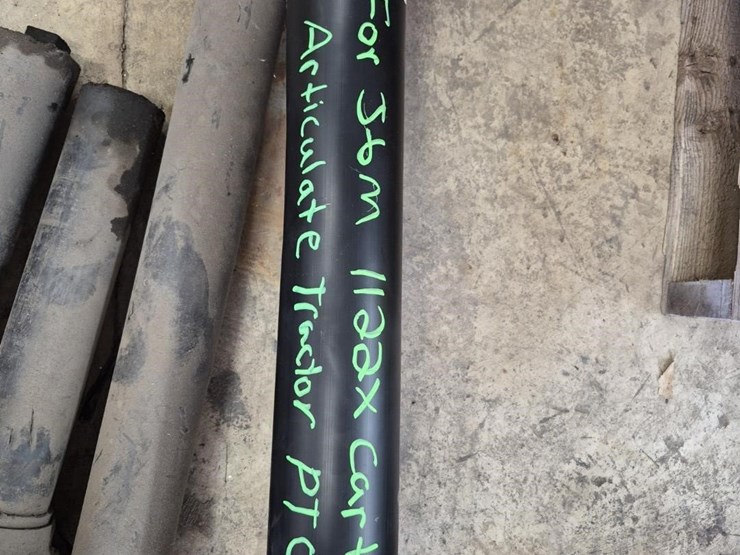 For J&M 1122X Cart
Articulate Tractor PTO